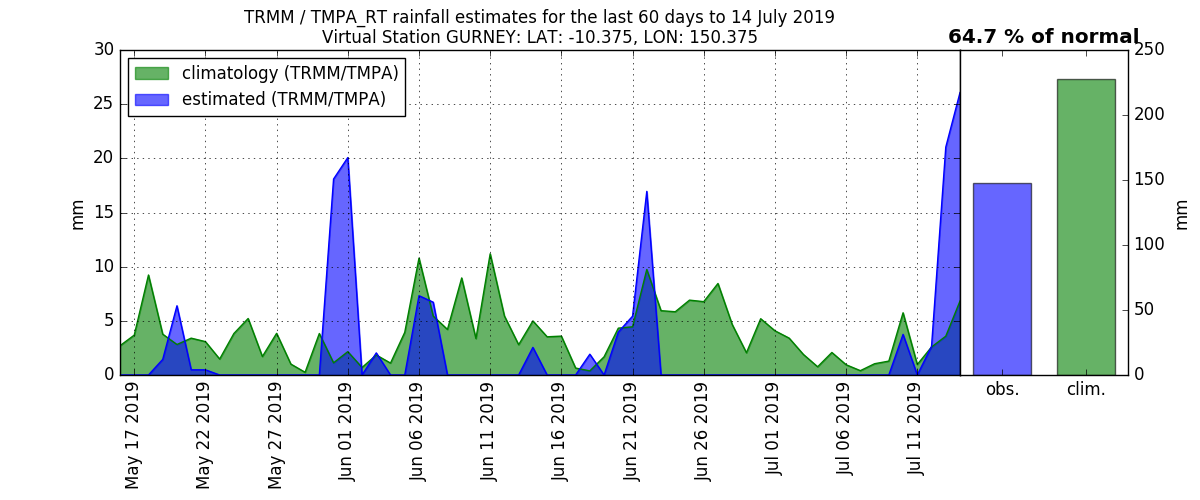 TRMM / TMPA_RT rainfall estimates for the last 60 days to 14 July 2019
Virtual Station GURNEY: LAT: -10.375, LON: 150.375
64.7 % of normal
climatology (TRMM/TMPA)
estimated (TRMM/TMPA)
mm
30
25
20
15
10
5
0
May 17 2019
May 22 2019
May 27 2019
Jun 01 2019
Jun 06 2019
Jun 11 2019
Jun 16 2019
Jun 21 2019
Jun 26 2019
Jul 01 2019
Jul 06 2019
Jul 11 2019
obs.
clim.
250
200
150
100
50
0
mm